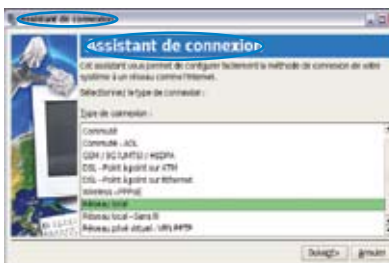 Assistant de connexion
Assistant de connexion
Cet assistant vous permet de configurer facilement la méthode de connexion de votre
système à un réseau comme l'Internet.
Sélectionnez le type de connexion :
Type de connexion :
Commuté
Commuté - AOL
GSM / 3G (UMTS) / HSDPA
DSL - Point à point sur ATM
DSL - Point à point sur Ethernet
Wireless - PPPoE
Réseau local
Réseau local - Sans fil
Réseau privé virtuel - VPN PPTP
Suivant>
Annuler